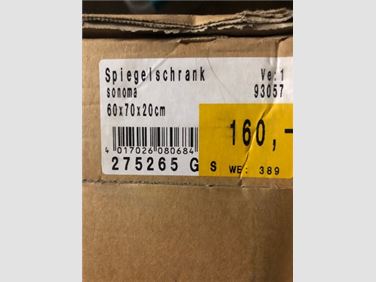 Spiegelschrank Ve:1
sonoma 93057
60x70x20cm
160,-
4 017026 080684
275265 G S WE: 389